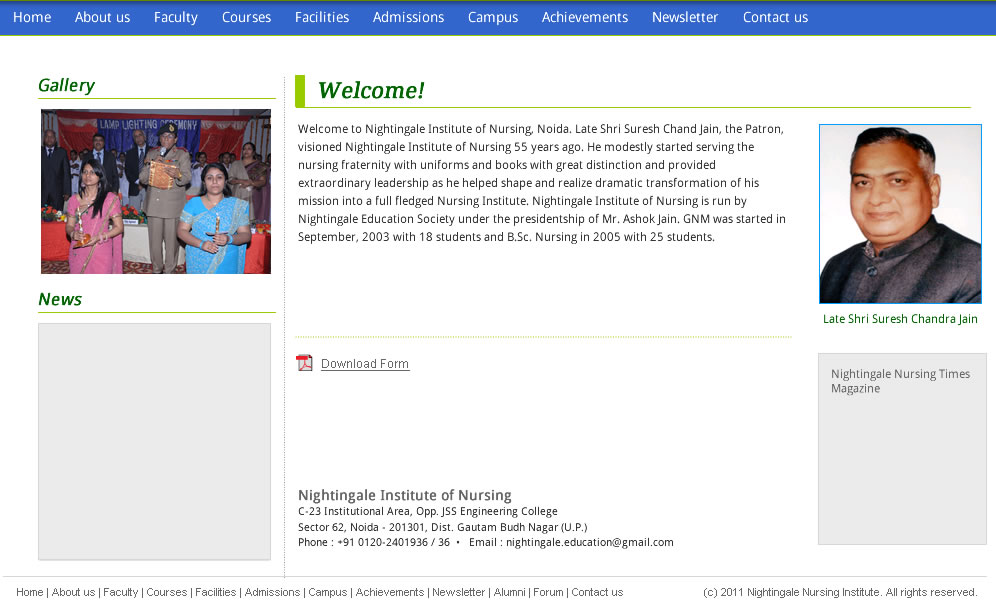 Home About us Faculty Courses Facilities Admissions Campus Achievements Newsletter Contact us
Gallery
LAMP LIGHTING CEREMONY
News
Welcome!
Welcome to Nightingale Institute of Nursing, Noida. Late Shri Suresh Chand Jain, the Patron,
visioned Nightingale Institute of Nursing 55 years ago. He modestly started serving the
nursing fraternity with uniforms and books with great distinction and provided
extraordinary leadership as he helped shape and realize dramatic transformation of his
mission into a full fledged Nursing Institute. Nightingale Institute of Nursing is run by
Nightingale Education Society under the presidentship of Mr. Ashok Jain. GNM was started in
September, 2003 with 18 students and B.Sc. Nursing in 2005 with 25 students.
Download Form
Nightingale Institute of Nursing
C-23 Institutional Area, Opp. JSS Engineering College
Sector 62, Noida - 201301, Dist. Gautam Budh Nagar (U.P.)
Phone : +91 0120-2401936 / 36 • Email : nightingale.education@gmail.com
Late Shri Suresh Chandra Jain
Nightingale Nursing Times
Magazine
Home | About us | Faculty | Courses | Facilities | Admissions | Campus | Achievements | Newsletter | Alumni | Forum | Contact us
(c) 2011 Nightingale Nursing Institute. All rights reserved.